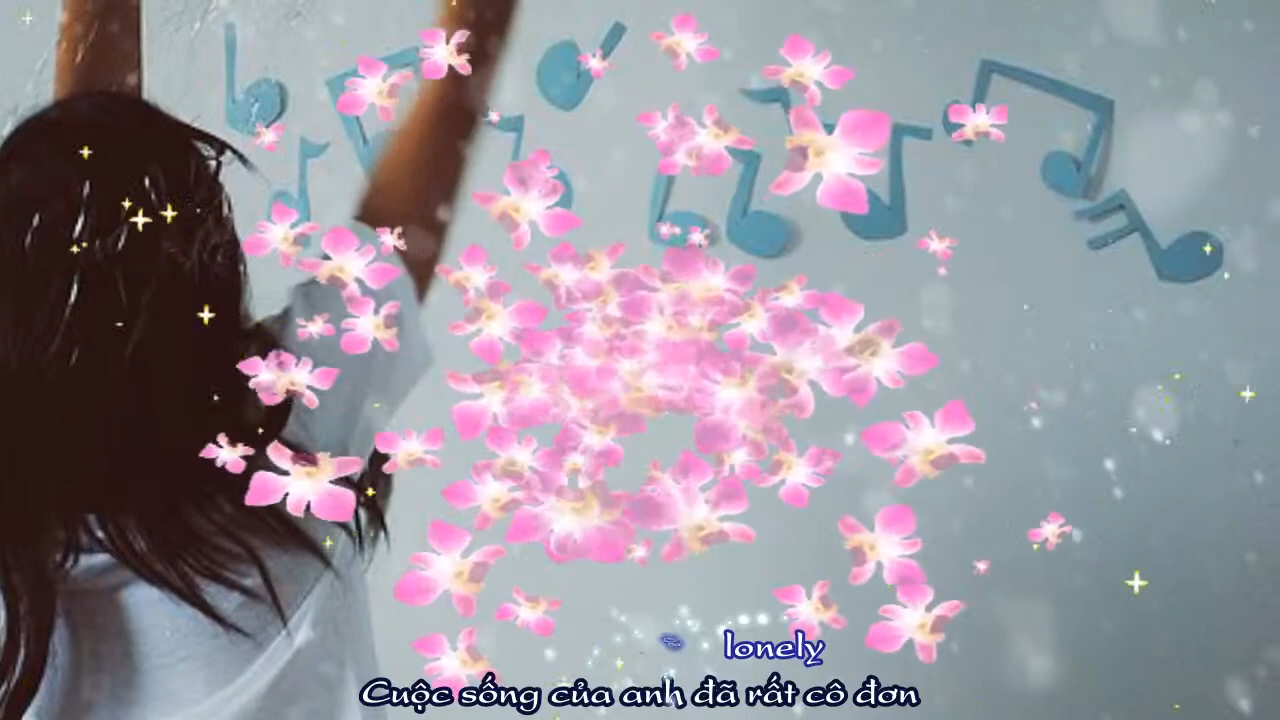 lonely
Cuộc sống của anh đã rất cô đơn